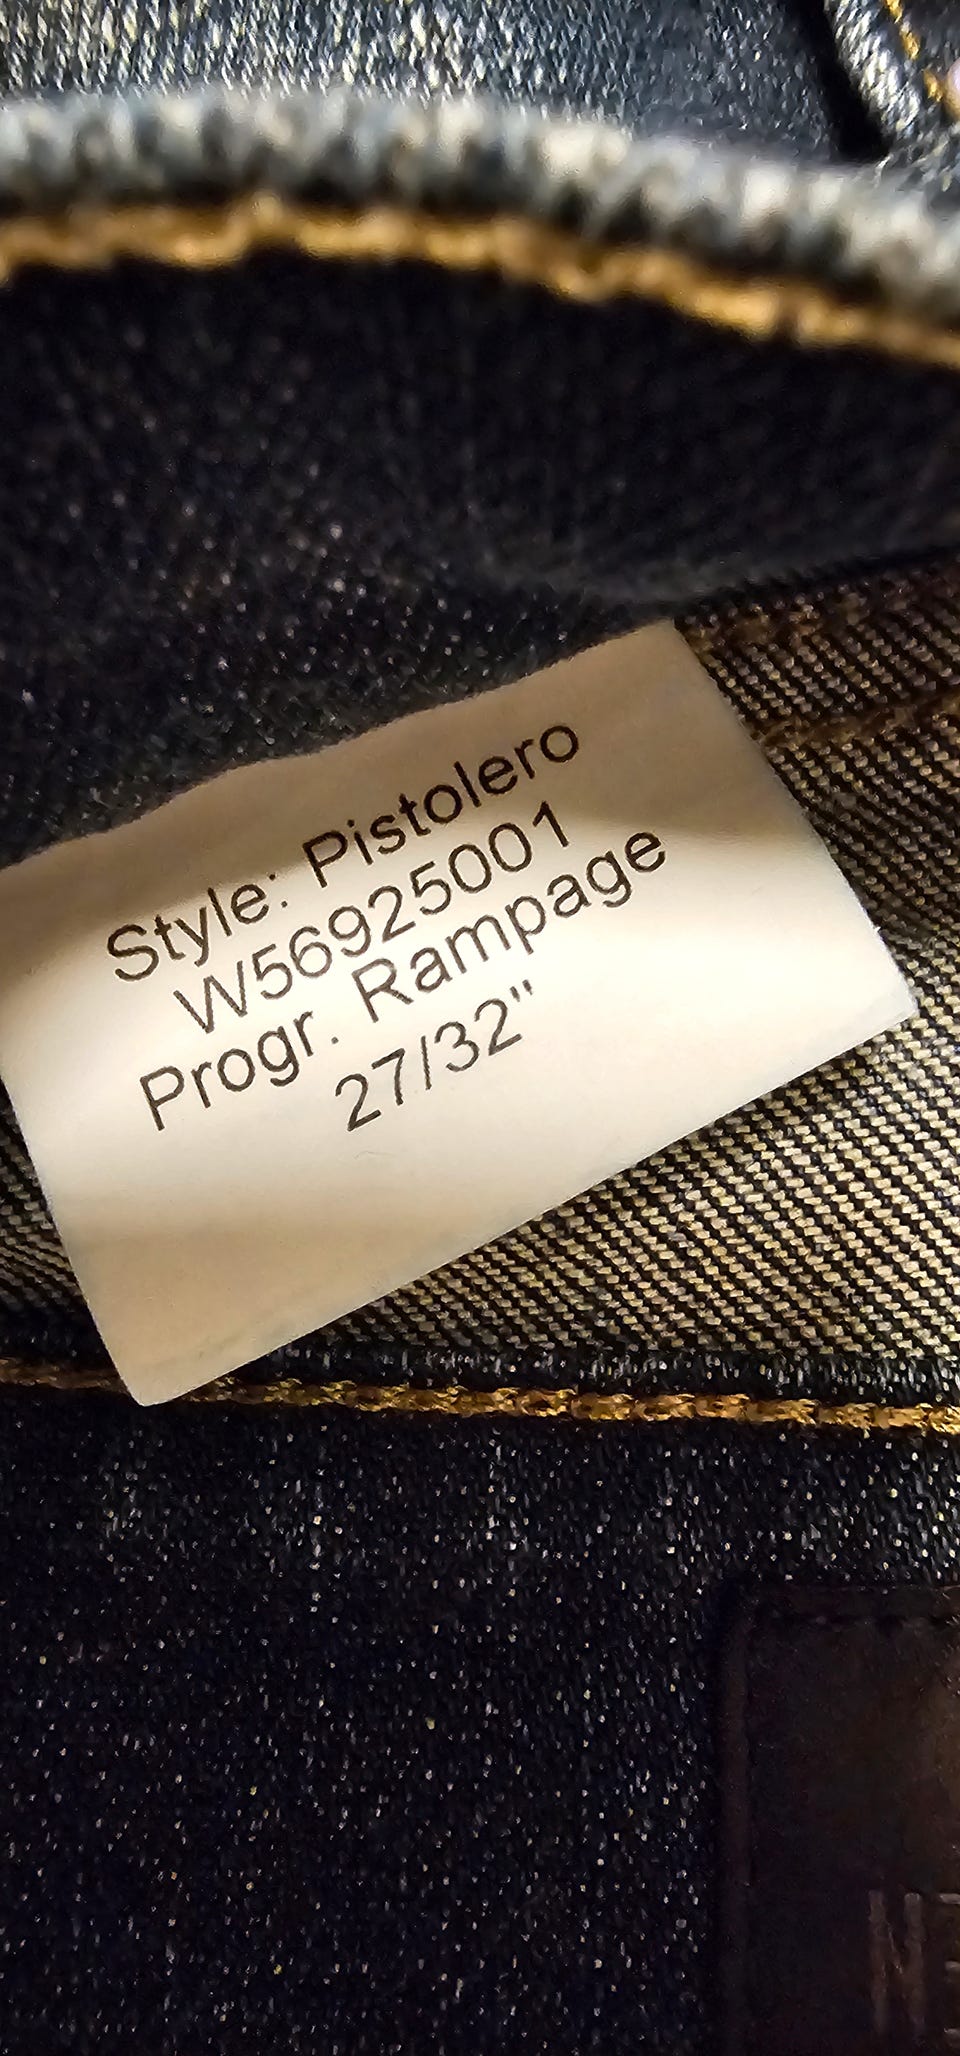 Style: Pistolero
W56925001
Progr. Rampage
27/32"